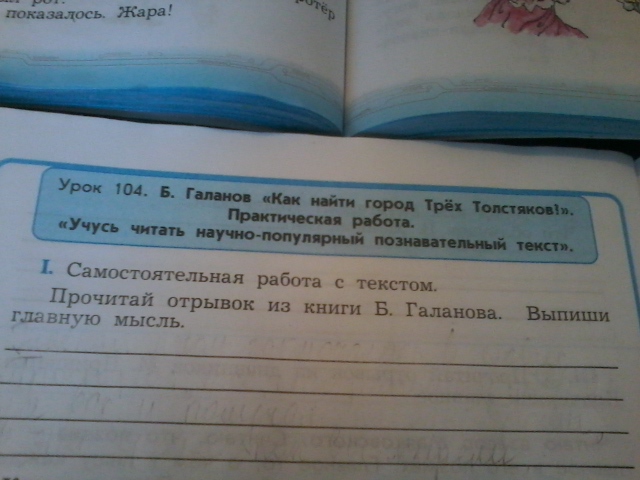 показалось. Жара!
Урок 104. Б. Галанов «Как найти город Трёх Толстяков!».
Практическая работа.
«Учусь читать научно-популярный познавательный текст».
I. Самостоятельная работа с текстом.
Прочитай отрывок из книги Б. Галанова. Выпиши
главную мысль.